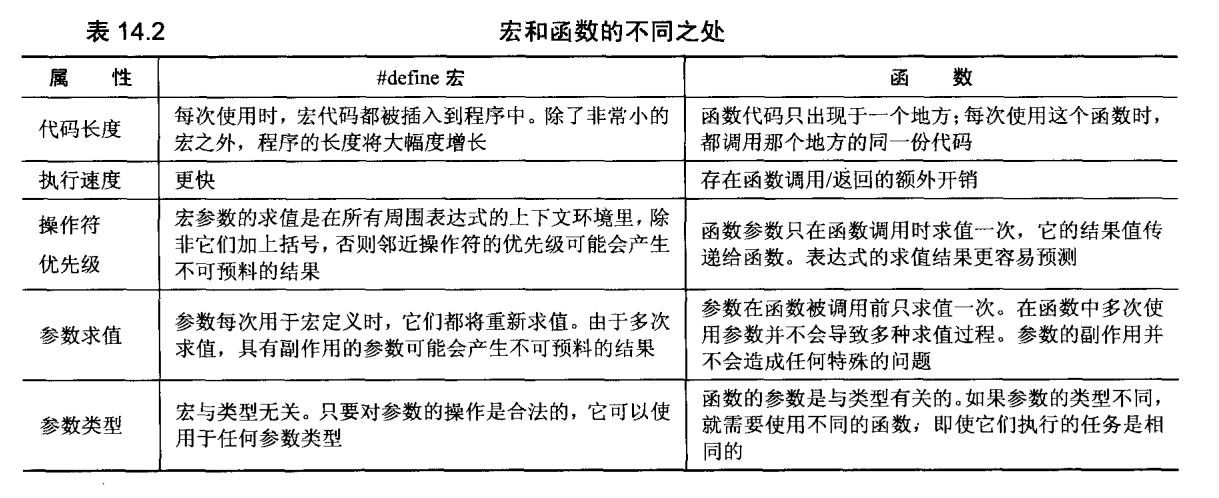 表 14.2 宏和函数的不同之处
属 性 #define 宏 函 数
代码长度
每次使用时，宏代码都被插入到程序中。除了非常小的
宏之外，程序的长度将大幅度增长
函数代码只出现于一个地方；每次使用这个函数时，
都调用那个地方的同一份代码
执行速度
更快
存在函数调用/返回的额外开销
操作符
优先级
宏参数的求值是在所有周围表达式的上下文环境里，除
非它们加上括号，否则邻近操作符的优先级可能会产生
不可预料的结果
函数参数只在函数调用时求值一次，它的结果值传
递给函数。表达式的求值结果更容易预测
参数求值
参数每次用于宏定义时，它们都将重新求值。由于多次
求值，具有副作用的参数可能会产生不可预料的结果
参数在函数被调用前只求值一次。在函数中多次使
用参数并不会导致多种求值过程。参数的副作用并
不会造成任何特殊的问题
参数类型
宏与类型无关。只要对参数的操作是合法的，它可以使
用于任何参数类型
函数的参数是与类型有关的。如果参数的类型不同，
就需要使用不同的函数，即使它们执行的任务是相
同的